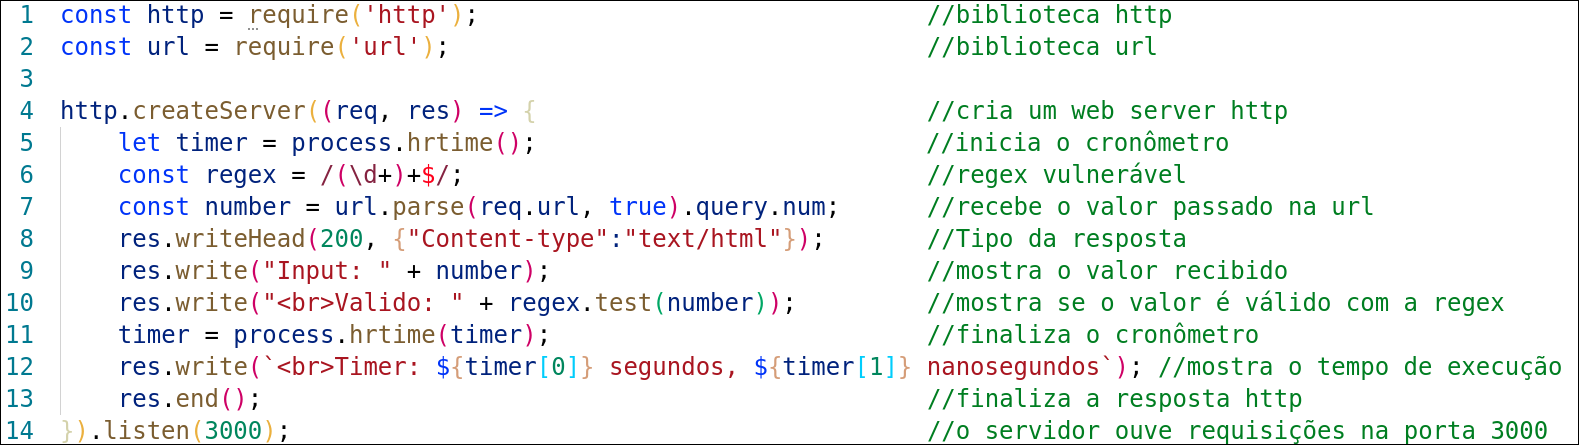 1 const http = require('http'); //biblioteca http
2 const url = require('url'); //biblioteca url
3
4 http.createServer((req, res) => { //cria um web server http
5 let timer = process.hrtime(); //inicia o cronômetro
6 const regex = /(\d+)+$/; //regex vulnerável
7 const number = url.parse(req.url, true).query.num; //recebe o valor passado na url
8 res.writeHead(200, {"Content-type":"text/html"}); //Tipo da resposta
9 res.write("Input: " + number); //mostra o valor recibido
10 res.write("<br>Valido: " + regex.test(number)); //mostra se o valor é válido com a regex
11 timer = process.hrtime(timer); //finaliza o cronômetro
12 res.write(`<br>Timer: ${timer[0]} segundos, ${timer[1]} nanosegundos`); //mostra o tempo de execução
13 res.end(); //finaliza a resposta http
14 }).listen(3000); //o servidor ouve requisições na porta 3000